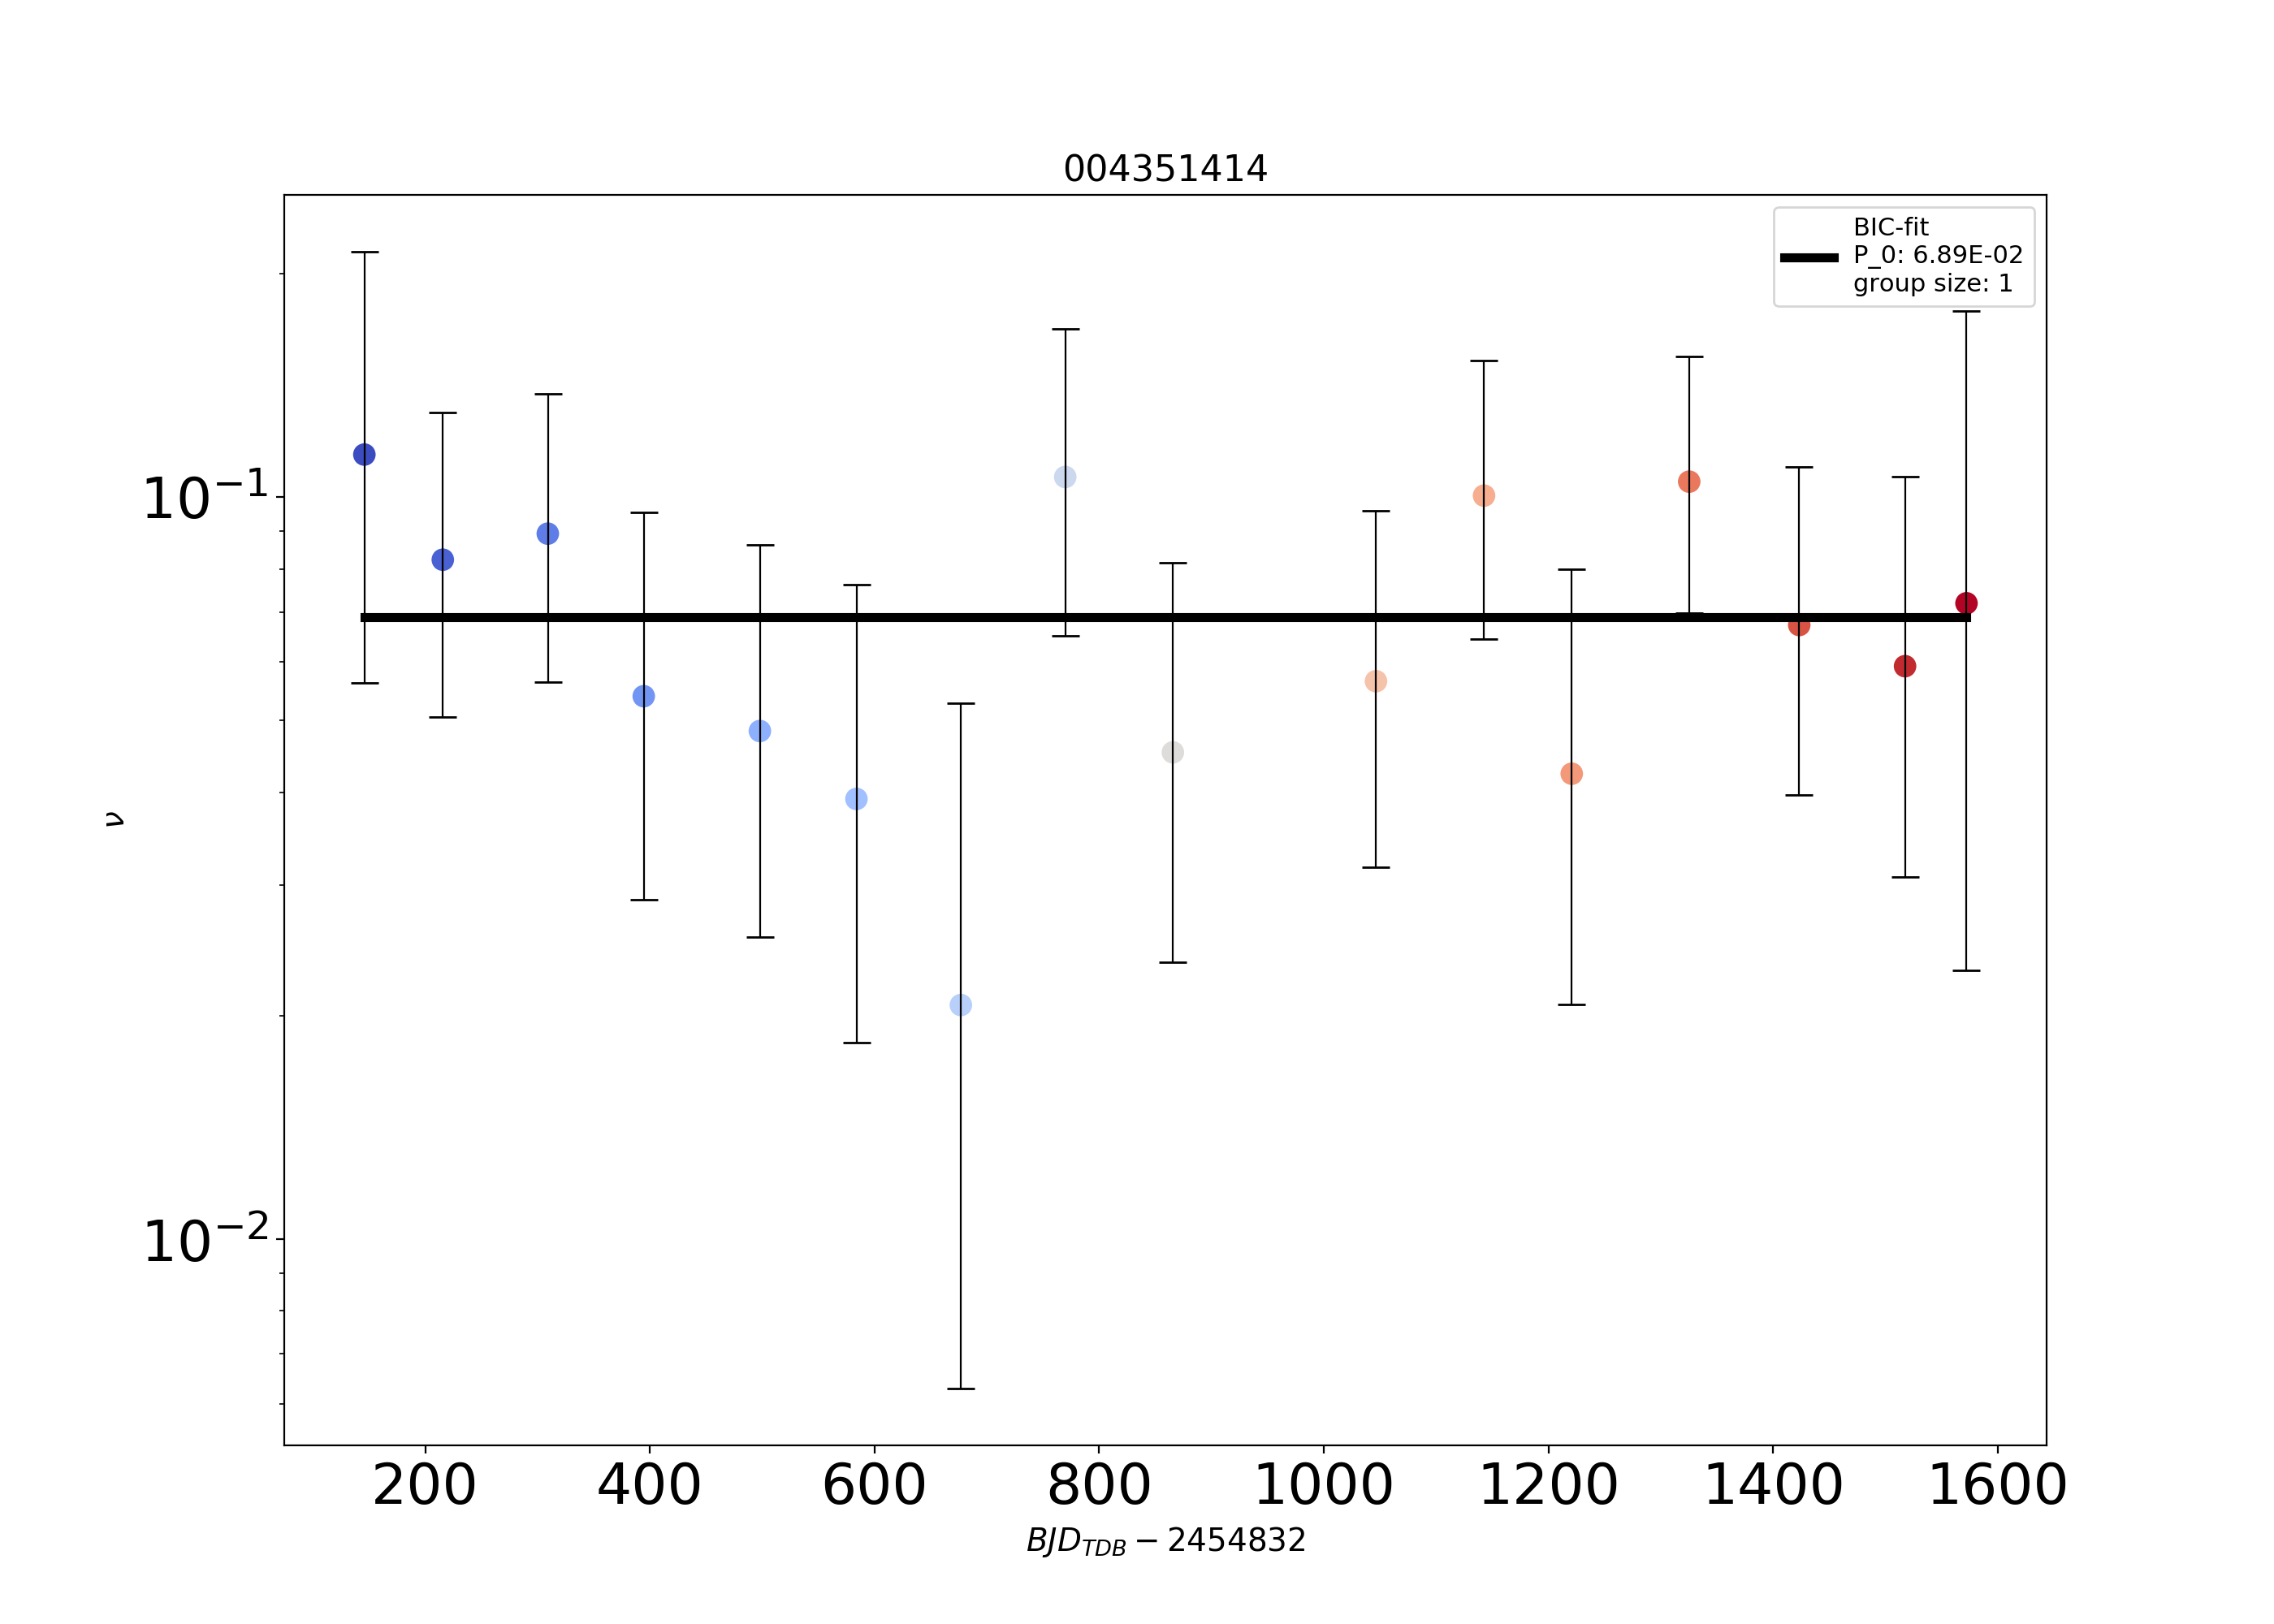 004351414
BIC-fit
P_0: 6.89E-02
group size: 1
10⁻¹
10⁻²
ν
200 400 600 800 1000 1200 1400 1600
BJD_TDB − 2454832